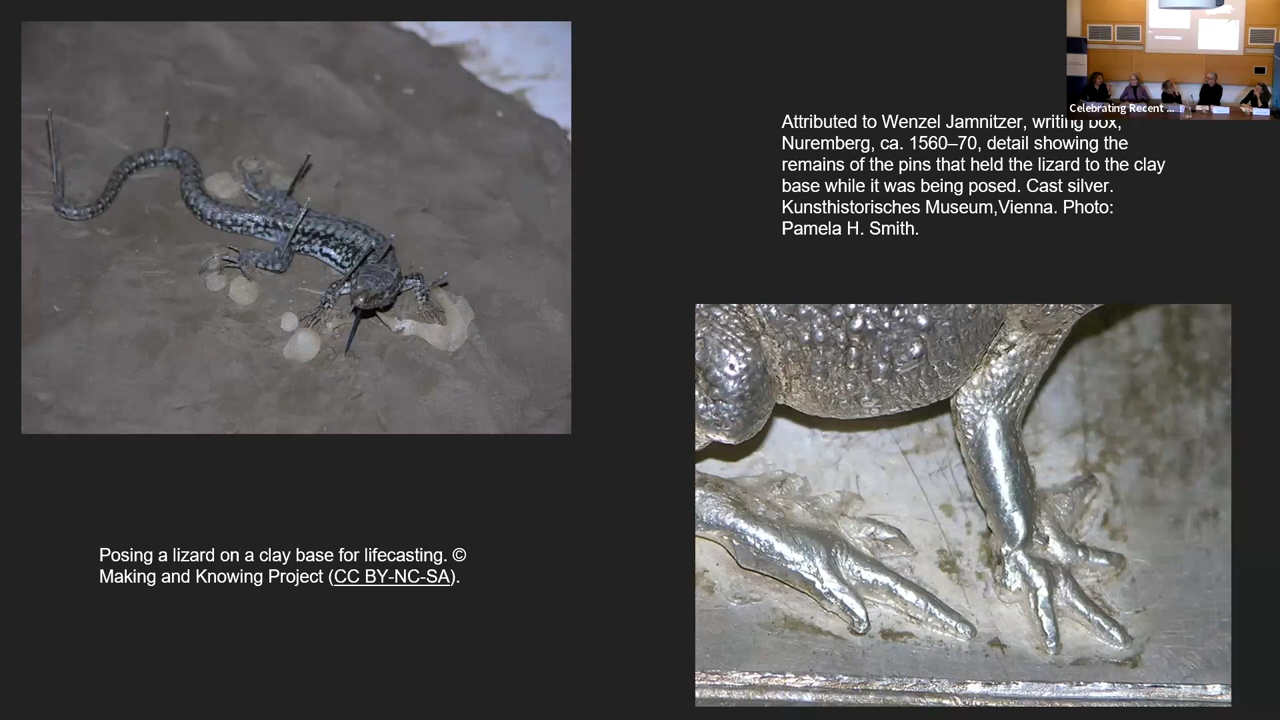 Celebrating Recent ...
Attributed to Wenzel Jamnitzer, writing box,
Nuremberg, ca. 1560–70, detail showing the
remains of the pins that held the lizard to the clay
base while it was being posed. Cast silver.
Kunsthistorisches Museum,Vienna. Photo:
Pamela H. Smith.
Posing a lizard on a clay base for lifecasting. ©
Making and Knowing Project (CC BY-NC-SA).